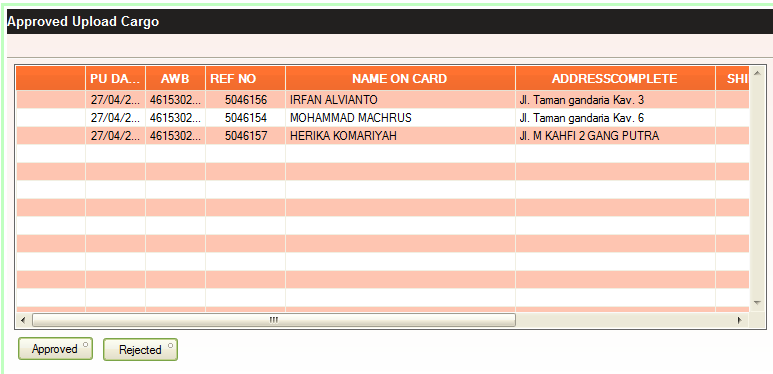 Approved Upload Cargo
PU DA... AWB REF NO NAME ON CARD ADDRESSCOMPLETE SHI
27/04/2... 4615302... 5046156 IRFAN ALVIANTO Jl. Taman gandaria Kav. 3
27/04/2... 4615302... 5046154 MOHAMMAD MACHRUS Jl. Taman gandaria Kav. 6
27/04/2... 4615302... 5046157 HERIKA KOMARIYAH Jl. M KAHFI 2 GANG PUTRA
Approved Rejected